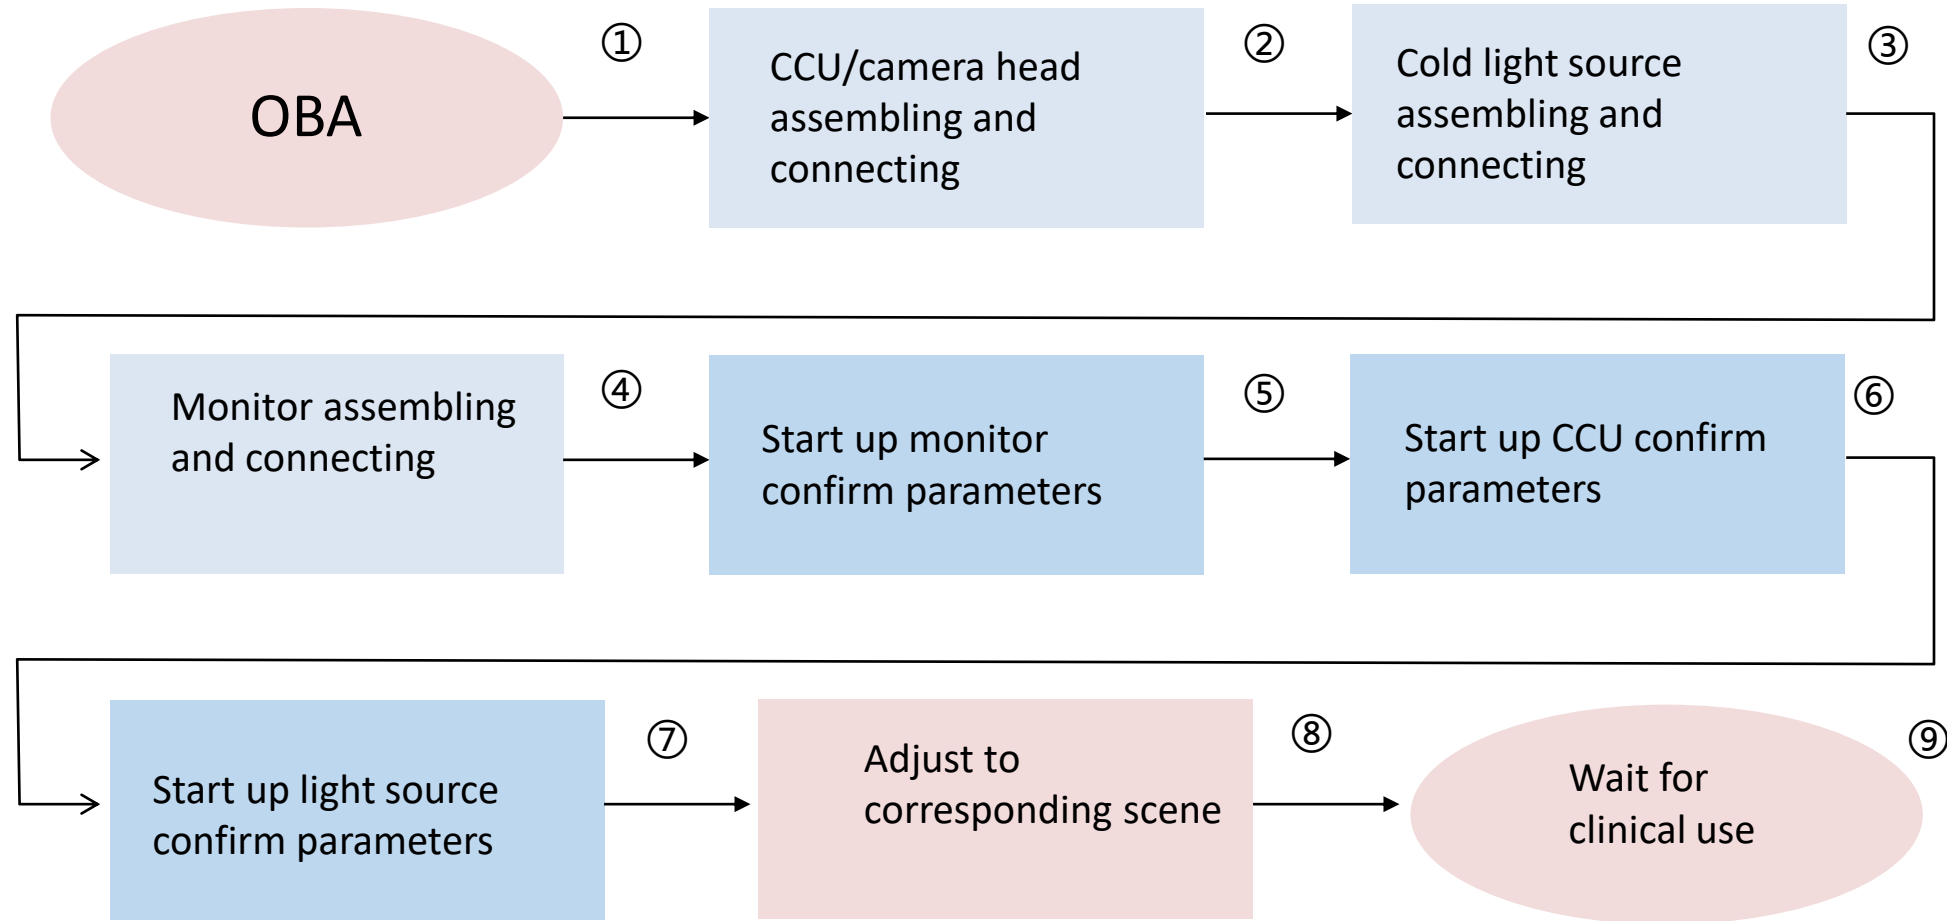 OBA
①
CCU/camera head
assembling and
connecting
②
Cold light source
assembling and
connecting
③
Monitor assembling
and connecting
④
Start up monitor
confirm parameters
⑤
Start up CCU confirm
parameters
⑥
Start up light source
confirm parameters
⑦
Adjust to
corresponding scene
⑧
Wait for
clinical use
⑨